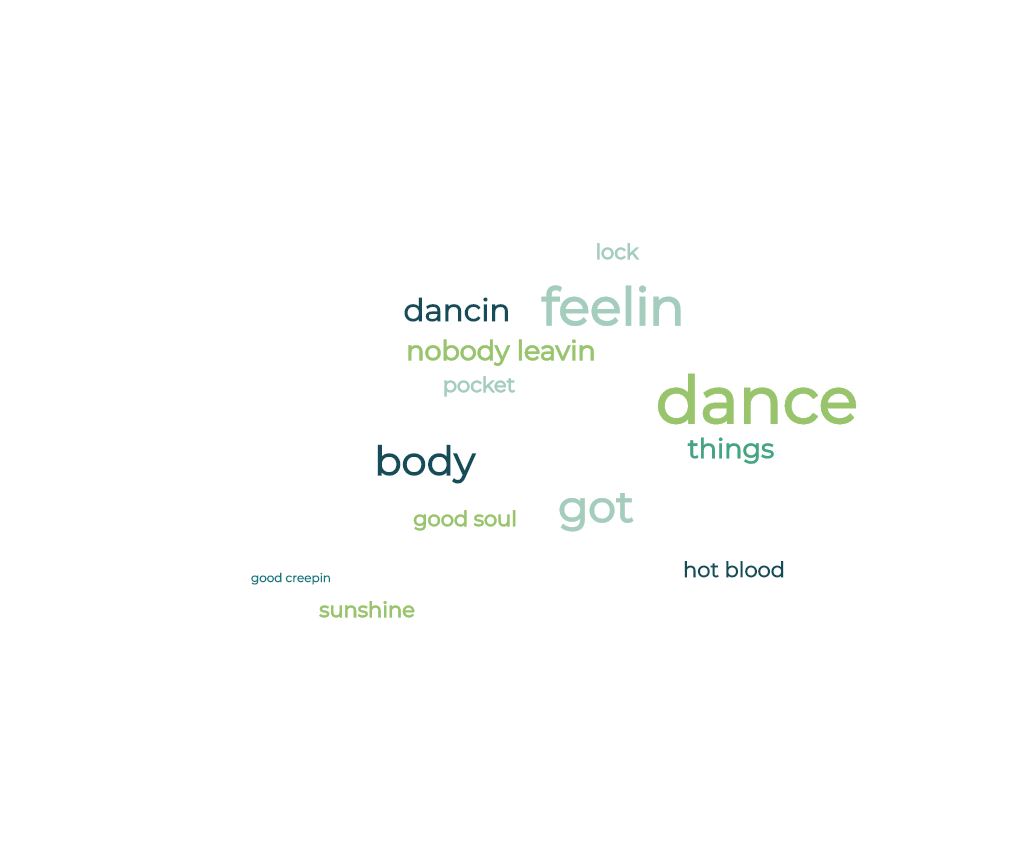 lock
feelin
dancin
nobody leavin
pocket
dance
things
body
got
good soul
hot blood
good creepin
sunshine